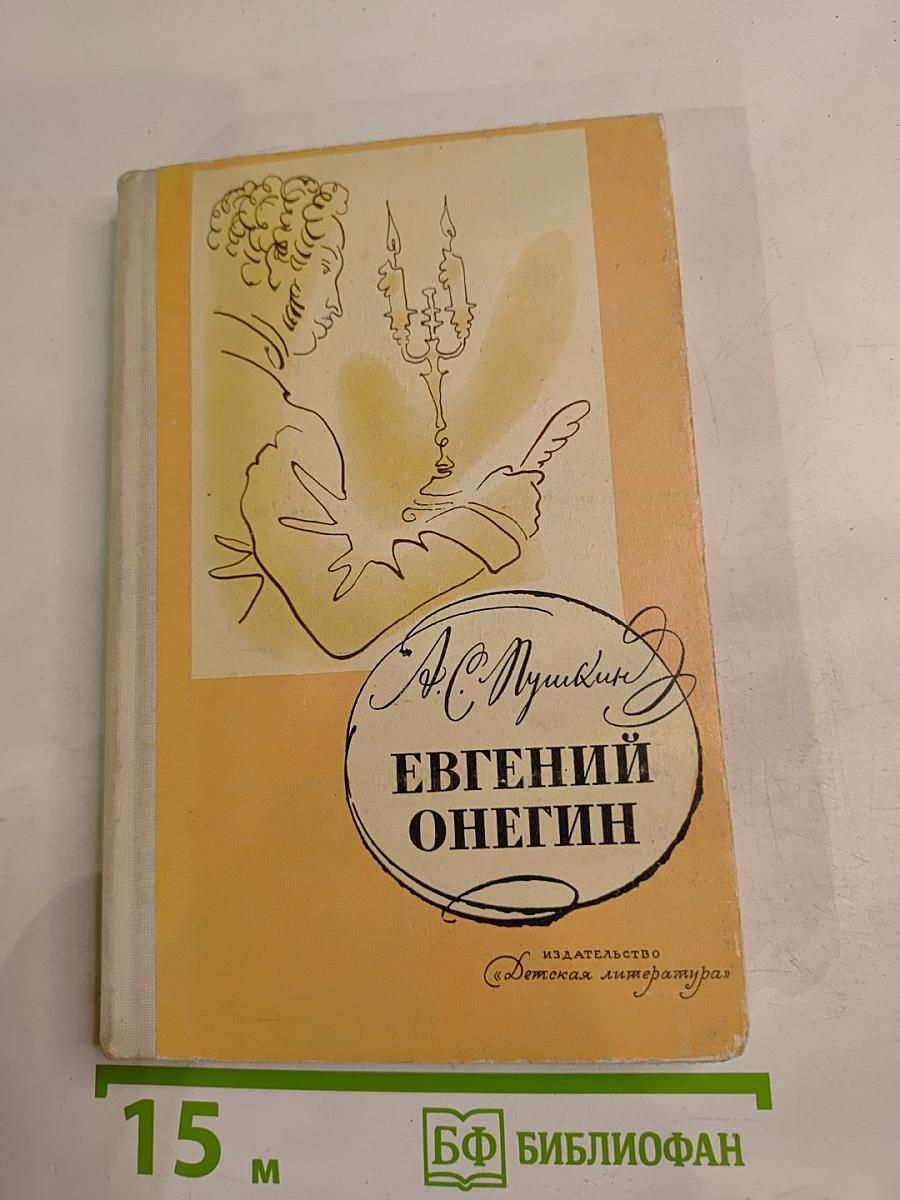 А.С. Пушкин
ЕВГЕНИЙ
ОНЕГИН
ИЗДАТЕЛЬСТВО
«Детская литература»
15 м
БФ БИБЛИОФАН